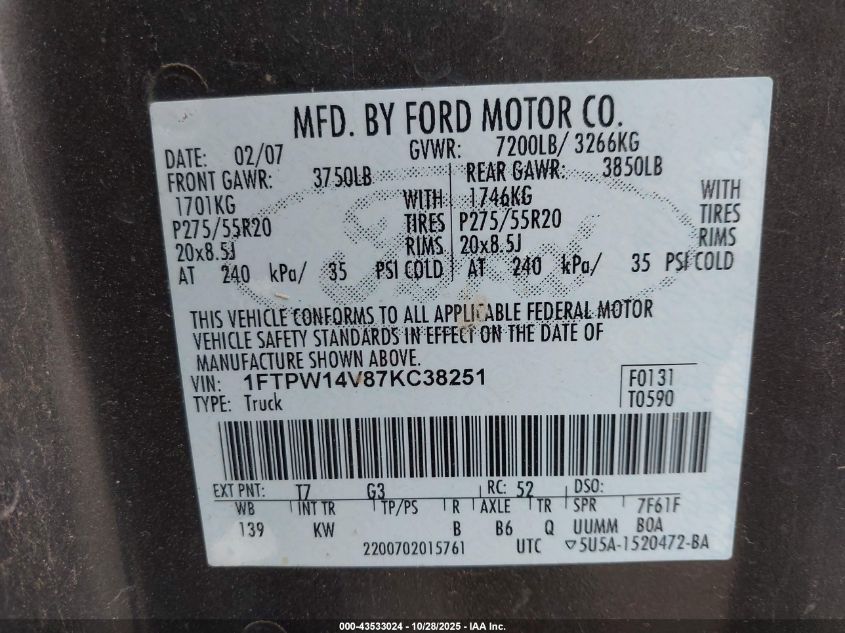 MFD. BY FORD MOTOR CO.
DATE: 02/07 GVWR: 7200LB/ 3266KG
FRONT GAWR: 3750LB REAR GAWR: 3850LB
1701KG WITH 1746KG WITH
P275/55R20 TIRES P275/55R20 TIRES
20x8.5J RIMS 20x8.5J RIMS
AT 240 kPa/ 35 PSI COLD AT 240 kPa/ 35 PSI COLD
Ford
THIS VEHICLE CONFORMS TO ALL APPLICABLE FEDERAL MOTOR
VEHICLE SAFETY STANDARDS IN EFFECT ON THE DATE OF
MANUFACTURE SHOWN ABOVE.
VIN: 1FTPW14V87KC38251 F0131
TYPE: Truck T0590
EXT PNT: T7 G3 RC: 52 DSO:
WB INT TR TP/PS R AXLE TR SPR 7F61F
139 KW B B6 Q UUMM BOA
2200702015761 UTC ▽5U5A-1520472-BA
000-43533024 - 10/28/2025 - IAA Inc.